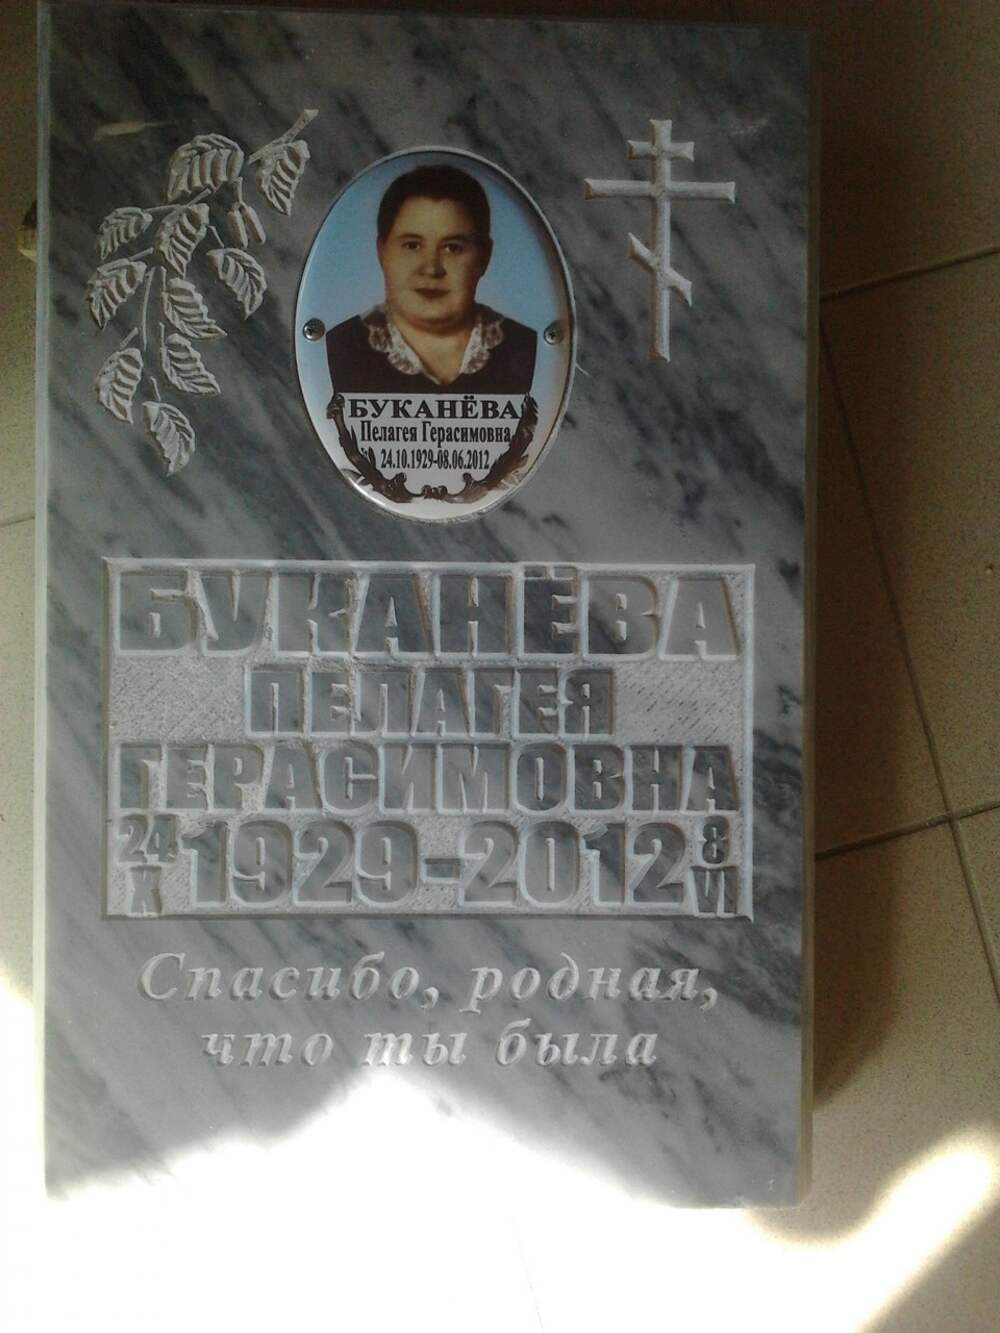 БУКАНЁВА
Пелагея Герасимовна
24.10.1929-08.06.2012
БУКАНЁВА
ПЕЛАГЕЯ
ГЕРАСИМОВНА
24 X 1929-2012 8 VI
Спасибо, родная,
что ты была